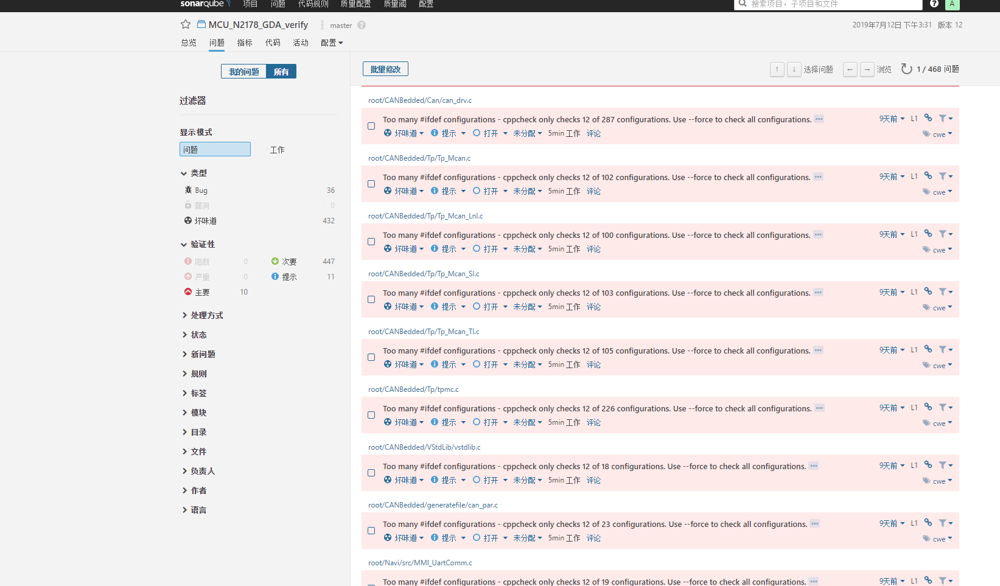 sonarqube 项目 问题 代码规则 质量配置 质量阈 配置 搜索项目，子项目和文件 ? A
MCU_N2178_GDA_verify master ? 2019年7月12日 下午3:31 版本 12
总览 问题 指标 代码 活动 配置
我的问题 所有
过滤器
显示模式
问题 工作
类型
Bug 36
漏洞 0
坏味道 432
验证性
阻断 0 次要 447
严重 0 提示 11
主要 10
处理方式
状态
新问题
规则
标签
模块
目录
文件
负责人
作者
语言
批量修改 ↑ ↓ 选择问题 ← → 浏览 1 / 468 问题
root/CANBedded/Can/can_drv.c
Too many #ifdef configurations - cppcheck only checks 12 of 287 configurations. Use --force to check all configurations. 9天前 L1
坏味道 提示 打开 未分配 5min 工作 评论 cwe
root/CANBedded/Tp/Tp_Mcan.c
Too many #ifdef configurations - cppcheck only checks 12 of 102 configurations. Use --force to check all configurations. 9天前 L1
坏味道 提示 打开 未分配 5min 工作 评论 cwe
root/CANBedded/Tp/Tp_Mcan_Lnl.c
Too many #ifdef configurations - cppcheck only checks 12 of 100 configurations. Use --force to check all configurations. 9天前 L1
坏味道 提示 打开 未分配 5min 工作 评论 cwe
root/CANBedded/Tp/Tp_Mcan_Sl.c
Too many #ifdef configurations - cppcheck only checks 12 of 103 configurations. Use --force to check all configurations. 9天前 L1
坏味道 提示 打开 未分配 5min 工作 评论 cwe
root/CANBedded/Tp/Tp_Mcan_Tl.c
Too many #ifdef configurations - cppcheck only checks 12 of 105 configurations. Use --force to check all configurations. 9天前 L1
坏味道 提示 打开 未分配 5min 工作 评论 cwe
root/CANBedded/Tp/tpmc.c
Too many #ifdef configurations - cppcheck only checks 12 of 226 configurations. Use --force to check all configurations. 9天前 L1
坏味道 提示 打开 未分配 5min 工作 评论 cwe
root/CANBedded/VStdLib/vstdlib.c
Too many #ifdef configurations - cppcheck only checks 12 of 18 configurations. Use --force to check all configurations. 9天前 L1
坏味道 提示 打开 未分配 5min 工作 评论 cwe
root/CANBedded/generatefile/can_par.c
Too many #ifdef configurations - cppcheck only checks 12 of 23 configurations. Use --force to check all configurations. 9天前 L1
坏味道 提示 打开 未分配 5min 工作 评论 cwe
root/Navi/src/MMI_UartComm.c
Too many #ifdef configurations - cppcheck only checks 12 of 19 configurations. Use --force to check all configurations. 9天前 L1